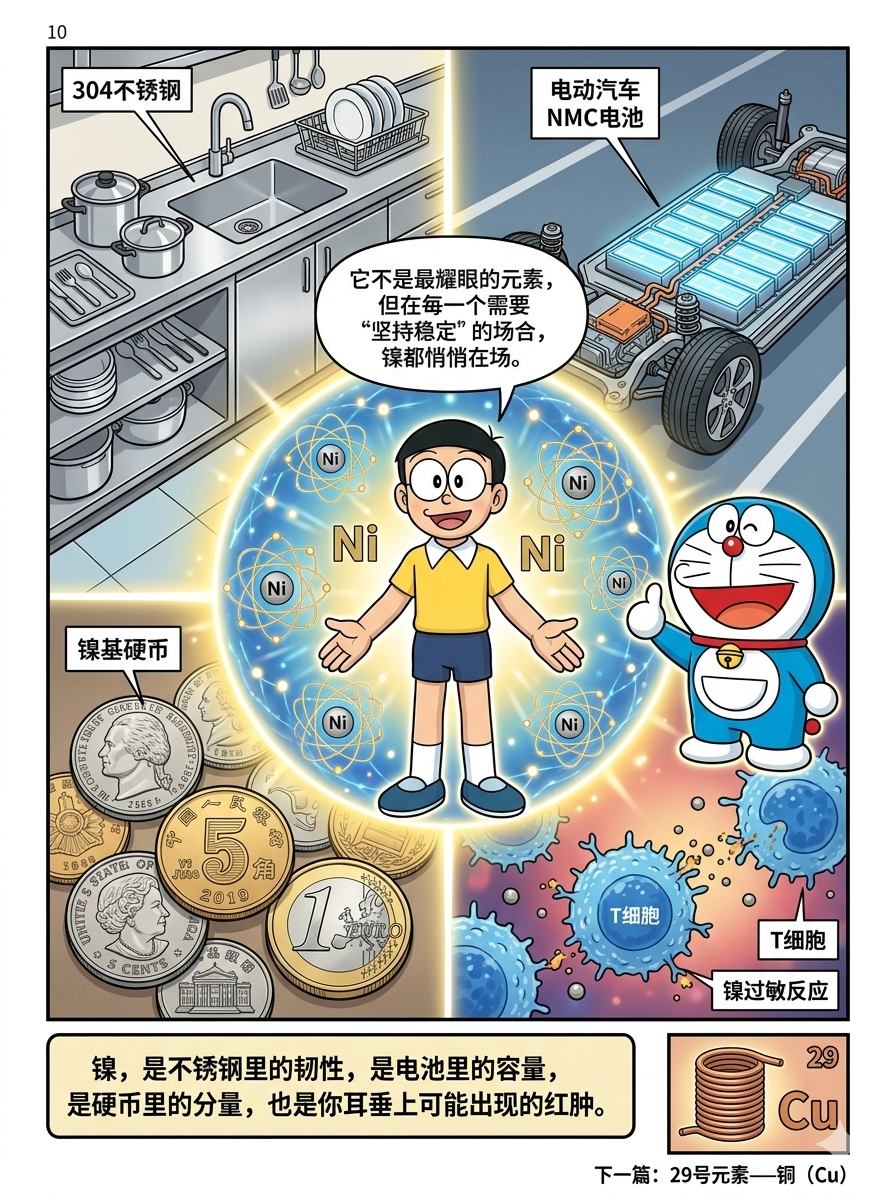 10
304不锈钢
电动汽车
NMC电池
它不是最耀眼的元素，
但在每一个需要
“坚持稳定”的场合，
镍都悄悄在场。
Ni
Ni
Ni
Ni
Ni
Ni
Ni
Ni
镍基硬币
5
角
2019
5 CENTS
1
EURO
T细胞
T细胞
镍过敏反应
镍，是不锈钢里的韧性，是电池里的容量，
是硬币里的分量，也是你耳垂上可能出现的红肿。
29
Cu
下一篇：29号元素——铜（Cu）